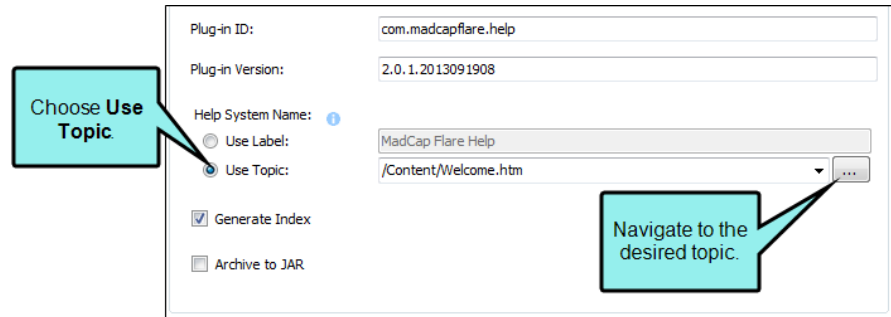 Plug-in ID: com.madcapflare.help
Plug-in Version: 2.0.1.2013091908
Choose Use
Topic.
Help System Name: i
Use Label: MadCap Flare Help
Use Topic: /Content/Welcome.htm ...
Generate Index
Navigate to the
desired topic.
Archive to JAR